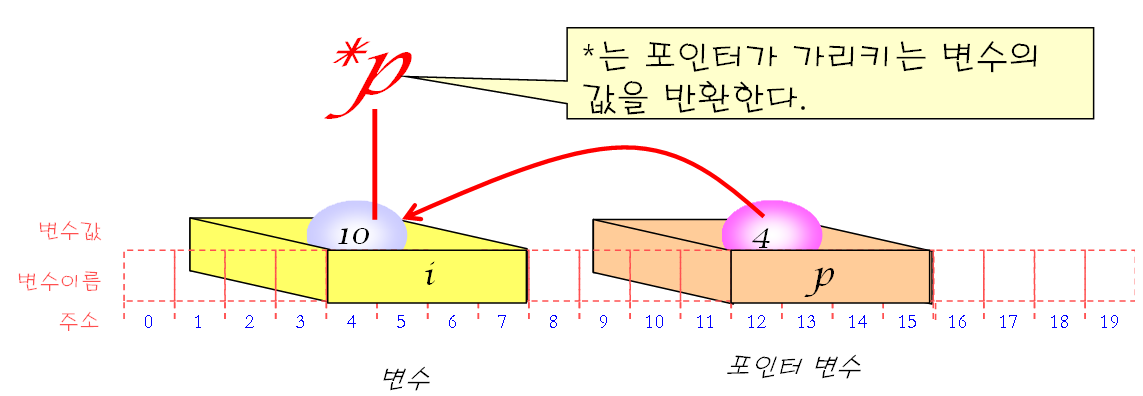 *p
*는 포인터가 가리키는 변수의
값을 반환한다.
변수값
10
4
변수이름
i
p
주소
0 1 2 3 4 5 6 7 8 9 10 11 12 13 14 15 16 17 18 19
변수
포인터 변수